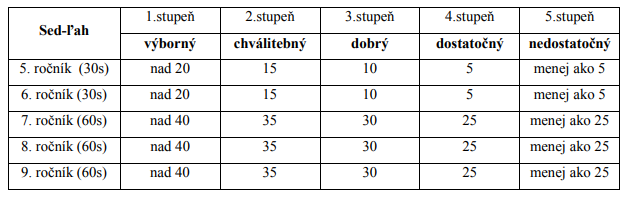 Sed-ľah 1.stupeň 2.stupeň 3.stupeň 4.stupeň 5.stupeň
výborný chválitebný dobrý dostatočný nedostatočný
5. ročník (30s) nad 20 15 10 5 menej ako 5
6. ročník (30s) nad 20 15 10 5 menej ako 5
7. ročník (60s) nad 40 35 30 25 menej ako 25
8. ročník (60s) nad 40 35 30 25 menej ako 25
9. ročník (60s) nad 40 35 30 25 menej ako 25